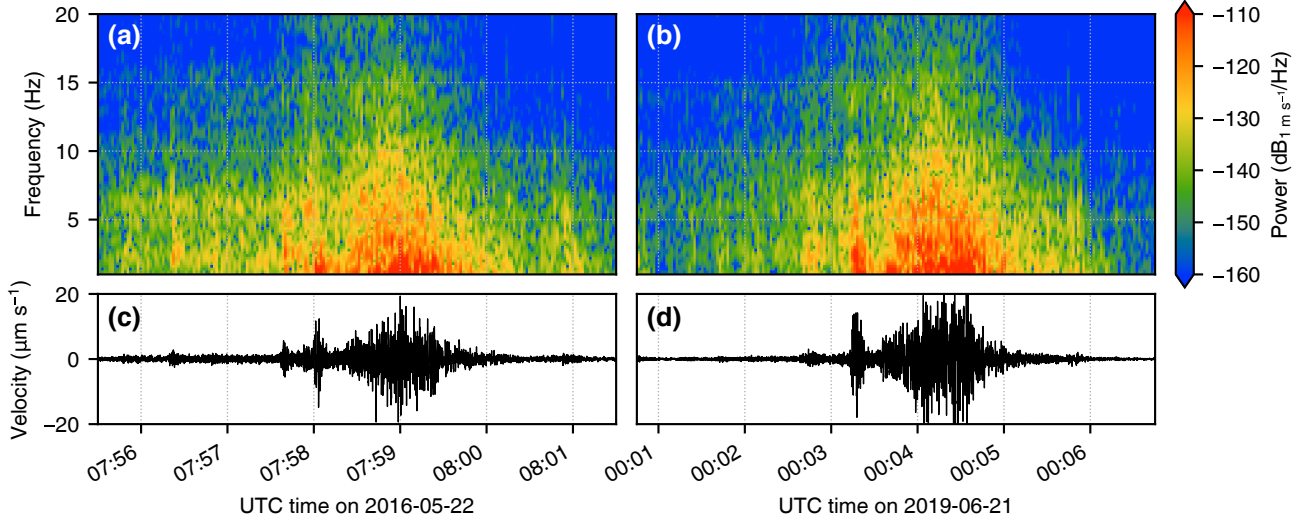 20
15
10
5
Frequency (Hz)
(a)
(b)
−110
−120
−130
−140
−150
−160
Power (dB1 m s−1/Hz)
20
0
−20
Velocity (µm s−1)
(c)
(d)
07:56
07:57
07:58
07:59
08:00
08:01
00:01
00:02
00:03
00:04
00:05
00:06
UTC time on 2016-05-22
UTC time on 2019-06-21